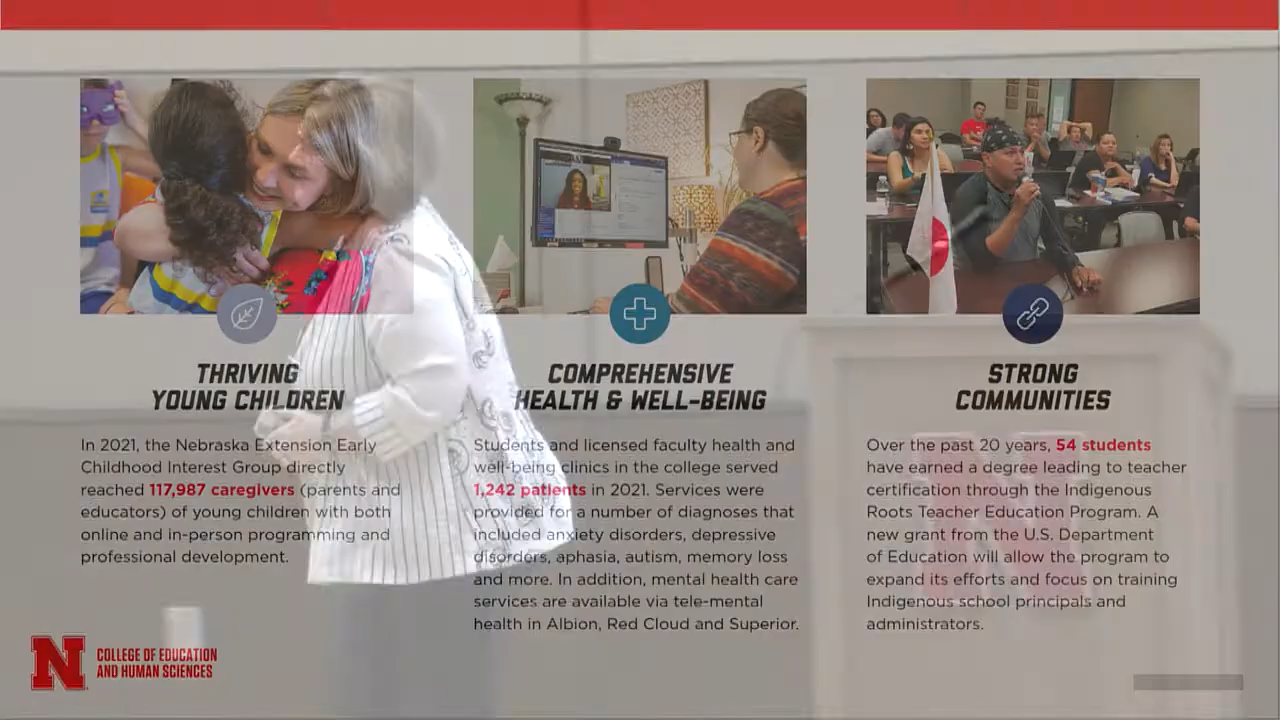 THRIVING
YOUNG CHILDREN
In 2021, the Nebraska Extension Early
Childhood Interest Group directly
reached 117,987 caregivers (parents and
educators) of young children with both
online and in-person programming and
professional development.
COMPREHENSIVE
HEALTH & WELL-BEING
Students and licensed faculty health and
well-being clinics in the college served
1,242 patients in 2021. Services were
provided for a number of diagnoses that
included anxiety disorders, depressive
disorders, aphasia, autism, memory loss
and more. In addition, mental health care
services are available via tele-mental
health in Albion, Red Cloud and Superior.
STRONG
COMMUNITIES
Over the past 20 years, 54 students
have earned a degree leading to teacher
certification through the Indigenous
Roots Teacher Education Program. A
new grant from the U.S. Department
of Education will allow the program to
expand its efforts and focus on training
Indigenous school principals and
administrators.
N
COLLEGE OF EDUCATION
AND HUMAN SCIENCES
N